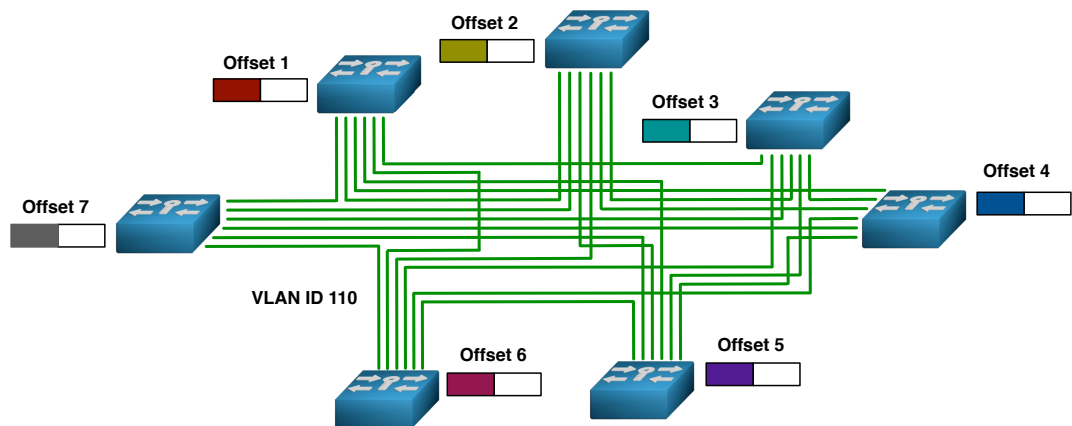 Offset 2
Offset 1
Offset 3
Offset 4
Offset 7
VLAN ID 110
Offset 5
Offset 6